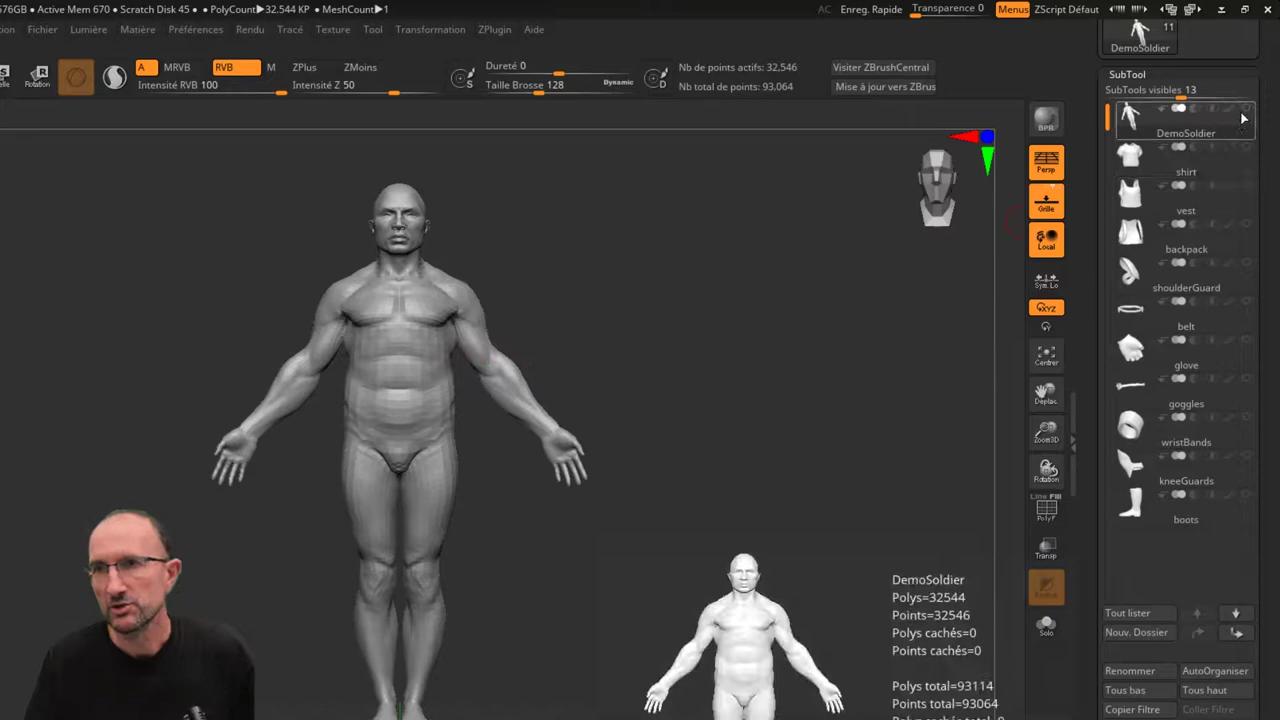 576GB ● Active Mem 670 ● Scratch Disk 45 ● PolyCount▶32.544 KP ● MeshCount▶1
AC Enreg. Rapide Transparence 0 Menus ZScript Défaut
Fichier Lumière Matière Préférences Rendu Tracé Texture Tool Transformation ZPlugin Aide
11
DemoSoldier
Rotation
A MRVB RVB M ZPlus ZMoins
Intensité RVB 100 Intensité Z 50
S
Dureté 0
Taille Brosse 128 Dynamic
D
Nb de points actifs: 32,546
Nb total de points: 93,064
Visiter ZBrushCentral
Mise à jour vers ZBrus
SubTool
SubTools visibles 13
DemoSoldier
shirt
vest
backpack
shoulderGuard
belt
glove
goggles
wristBands
kneeGuards
boots
BPR
Persp
Grille
Local
Sym.Lo
XYZ
Centrer
Déplac.
Zoom3D
Rotation
Line Fill
PolyF
Transp
Solo
DemoSoldier
Polys=32544
Points=32546
Polys cachés=0
Points cachés=0
Polys total=93114
Points total=93064
Tout lister
Nouv. Dossier
Renommer AutoOrganiser
Tous bas Tous haut
Copier Filtre Coller Filtre